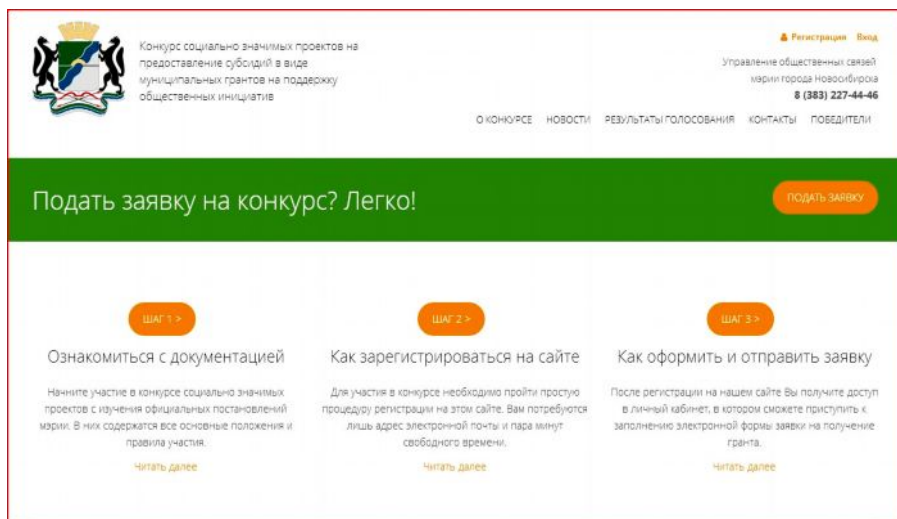 Конкурс социально значимых проектов на
предоставление субсидий в виде
муниципальных грантов на поддержку
общественных инициатив
Регистрация Вход
Управление общественных связей
мэрии города Новосибирска
8 (383) 227-44-46
О КОНКУРСЕ НОВОСТИ РЕЗУЛЬТАТЫ ГОЛОСОВАНИЯ КОНТАКТЫ ПОБЕДИТЕЛИ
Подать заявку на конкурс? Легко!
ПОДАТЬ ЗАЯВКУ
ШАГ 1 >
Ознакомиться с документацией
Начните участие в конкурсе социально значимых
проектов с изучения официальных постановлений
мэрии. В них содержатся все основные положения и
правила участия.
Читать далее
ШАГ 2 >
Как зарегистрироваться на сайте
Для участия в конкурсе необходимо пройти простую
процедуру регистрации на этом сайте. Вам потребуются
лишь адрес электронной почты и пара минут
свободного времени.
Читать далее
ШАГ 3 >
Как оформить и отправить заявку
После регистрации на нашем сайте Вы получите доступ
в личный кабинет, в котором сможете приступить к
заполнению электронной формы заявки на получение
гранта.
Читать далее